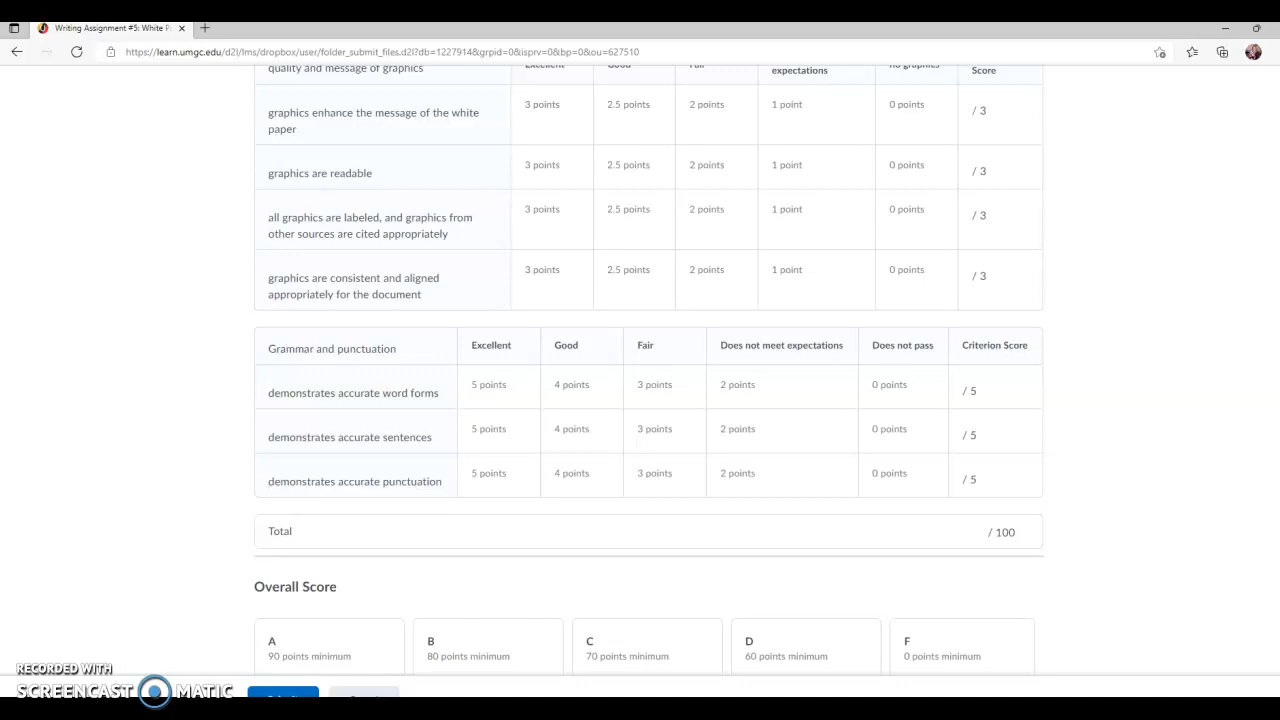 Writing Assignment #5: White P
https://learn.umgc.edu/d2l/lms/dropbox/user/folder_submit_files.d2l?db=1227914&grpid=0&isprv=0&bp=0&ou=627510
quality and message of graphics Excellent Good Fair expectations no graphics Score
graphics enhance the message of the white paper 3 points 2.5 points 2 points 1 point 0 points / 3
graphics are readable 3 points 2.5 points 2 points 1 point 0 points / 3
all graphics are labeled, and graphics from other sources are cited appropriately 3 points 2.5 points 2 points 1 point 0 points / 3
graphics are consistent and aligned appropriately for the document 3 points 2.5 points 2 points 1 point 0 points / 3
Grammar and punctuation Excellent Good Fair Does not meet expectations Does not pass Criterion Score
demonstrates accurate word forms 5 points 4 points 3 points 2 points 0 points / 5
demonstrates accurate sentences 5 points 4 points 3 points 2 points 0 points / 5
demonstrates accurate punctuation 5 points 4 points 3 points 2 points 0 points / 5
Total / 100
Overall Score
A B C D F
90 points minimum 80 points minimum 70 points minimum 60 points minimum 0 points minimum
RECORDED WITH
SCREENCAST MATIC